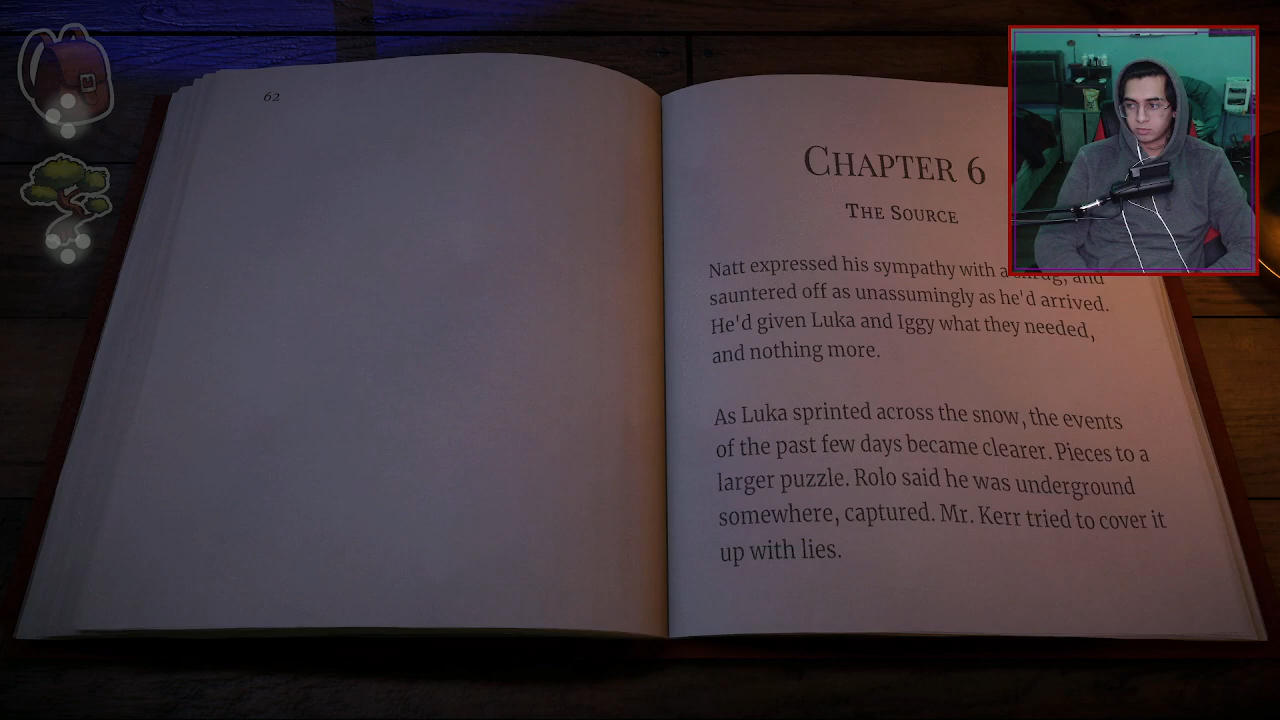 62
CHAPTER 6
THE SOURCE
Natt expressed his sympathy with a shrug, and
sauntered off as unassumingly as he'd arrived.
He'd given Luka and Iggy what they needed,
and nothing more.
As Luka sprinted across the snow, the events
of the past few days became clearer. Pieces to a
larger puzzle. Rolo said he was underground
somewhere, captured. Mr. Kerr tried to cover it
up with lies.